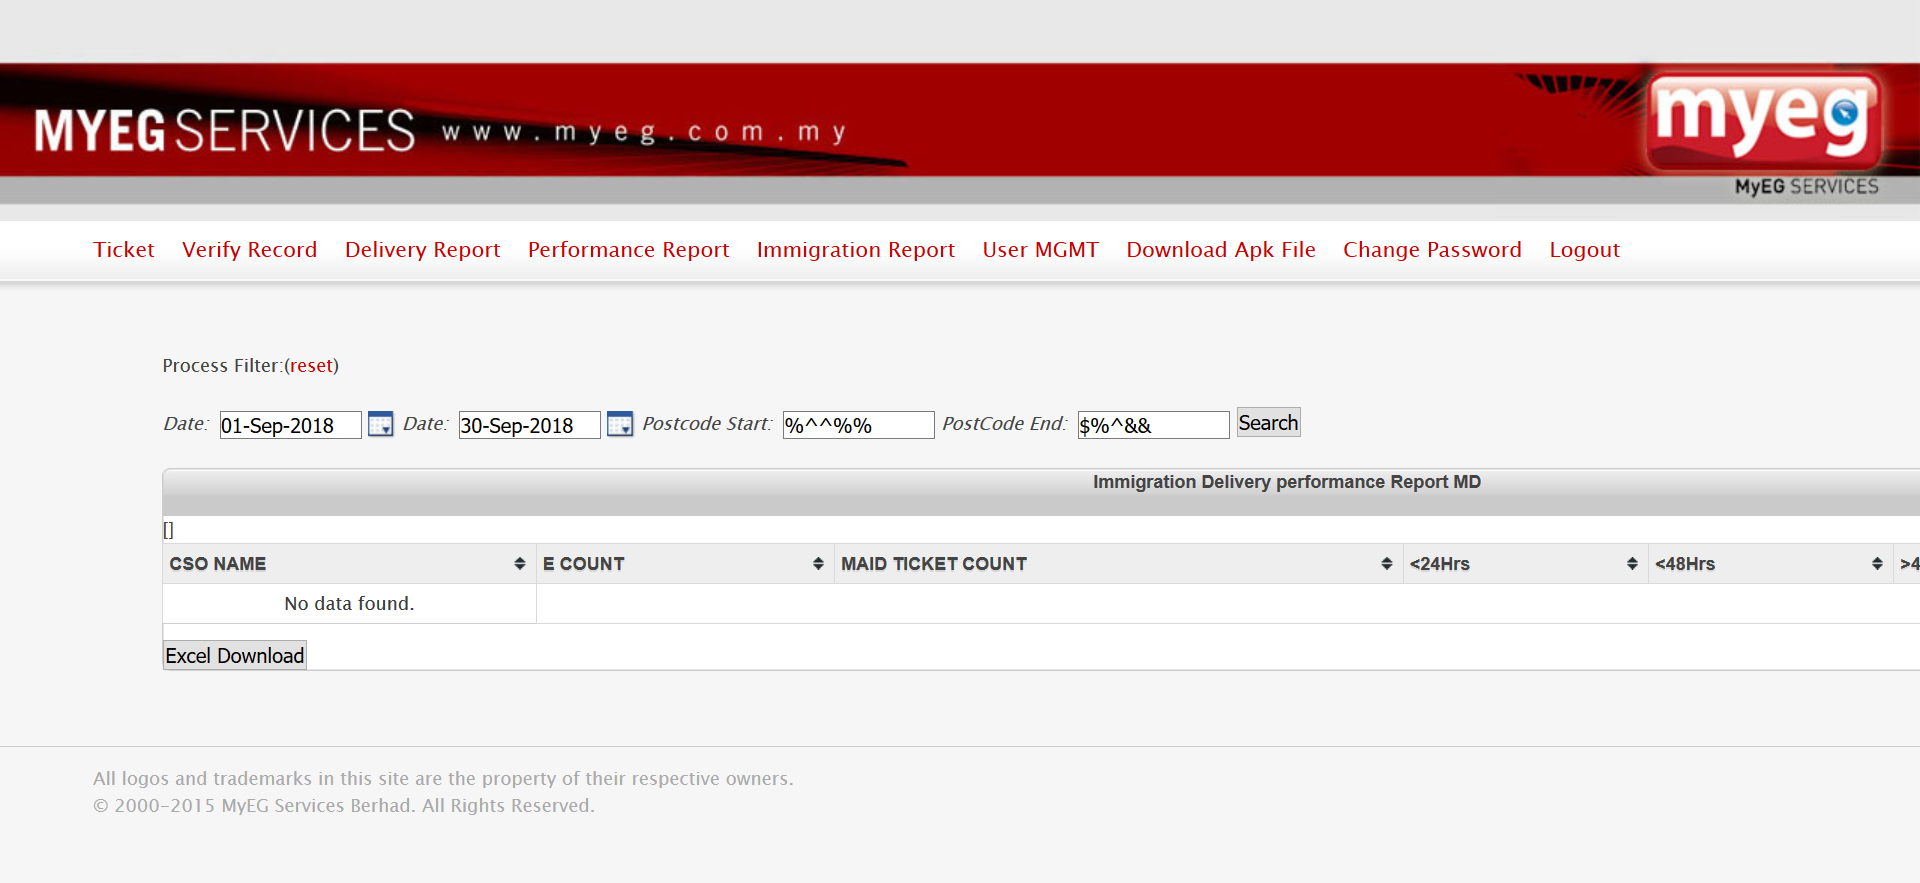 MYEG SERVICES www.myeg.com.my
myeg
MyEG SERVICES
Ticket Verify Record Delivery Report Performance Report Immigration Report User MGMT Download Apk File Change Password Logout
Process Filter:(reset)
Date: 01-Sep-2018 Date: 30-Sep-2018 Postcode Start: %^^%% PostCode End: $%^&& Search
Immigration Delivery performance Report MD
[]
CSO NAME E COUNT MAID TICKET COUNT <24Hrs <48Hrs >4
No data found.
Excel Download
All logos and trademarks in this site are the property of their respective owners.
© 2000-2015 MyEG Services Berhad. All Rights Reserved.